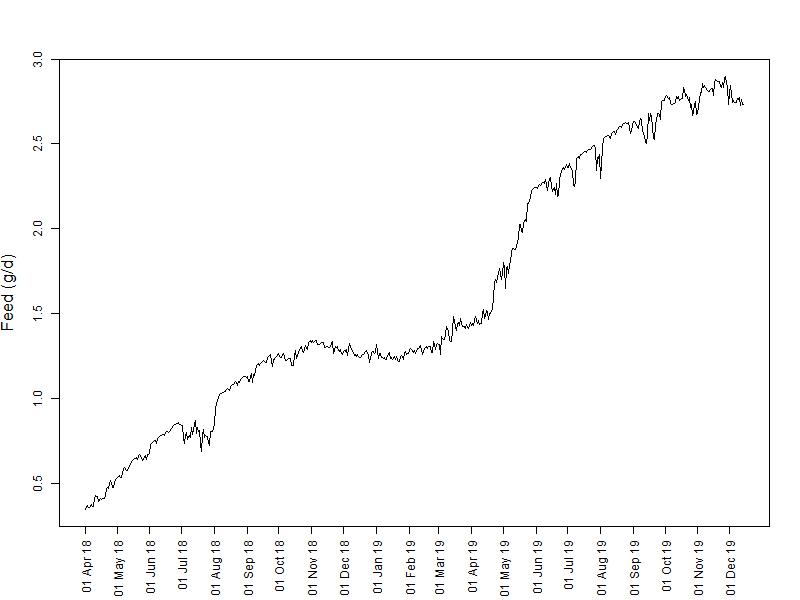 3.0
2.5
2.0
1.5
1.0
0.5
Feed (g/d)
01 Apr 18
01 May 18
01 Jun 18
01 Jul 18
01 Aug 18
01 Sep 18
01 Oct 18
01 Nov 18
01 Dec 18
01 Jan 19
01 Feb 19
01 Mar 19
01 Apr 19
01 May 19
01 Jun 19
01 Jul 19
01 Aug 19
01 Sep 19
01 Oct 19
01 Nov 19
01 Dec 19